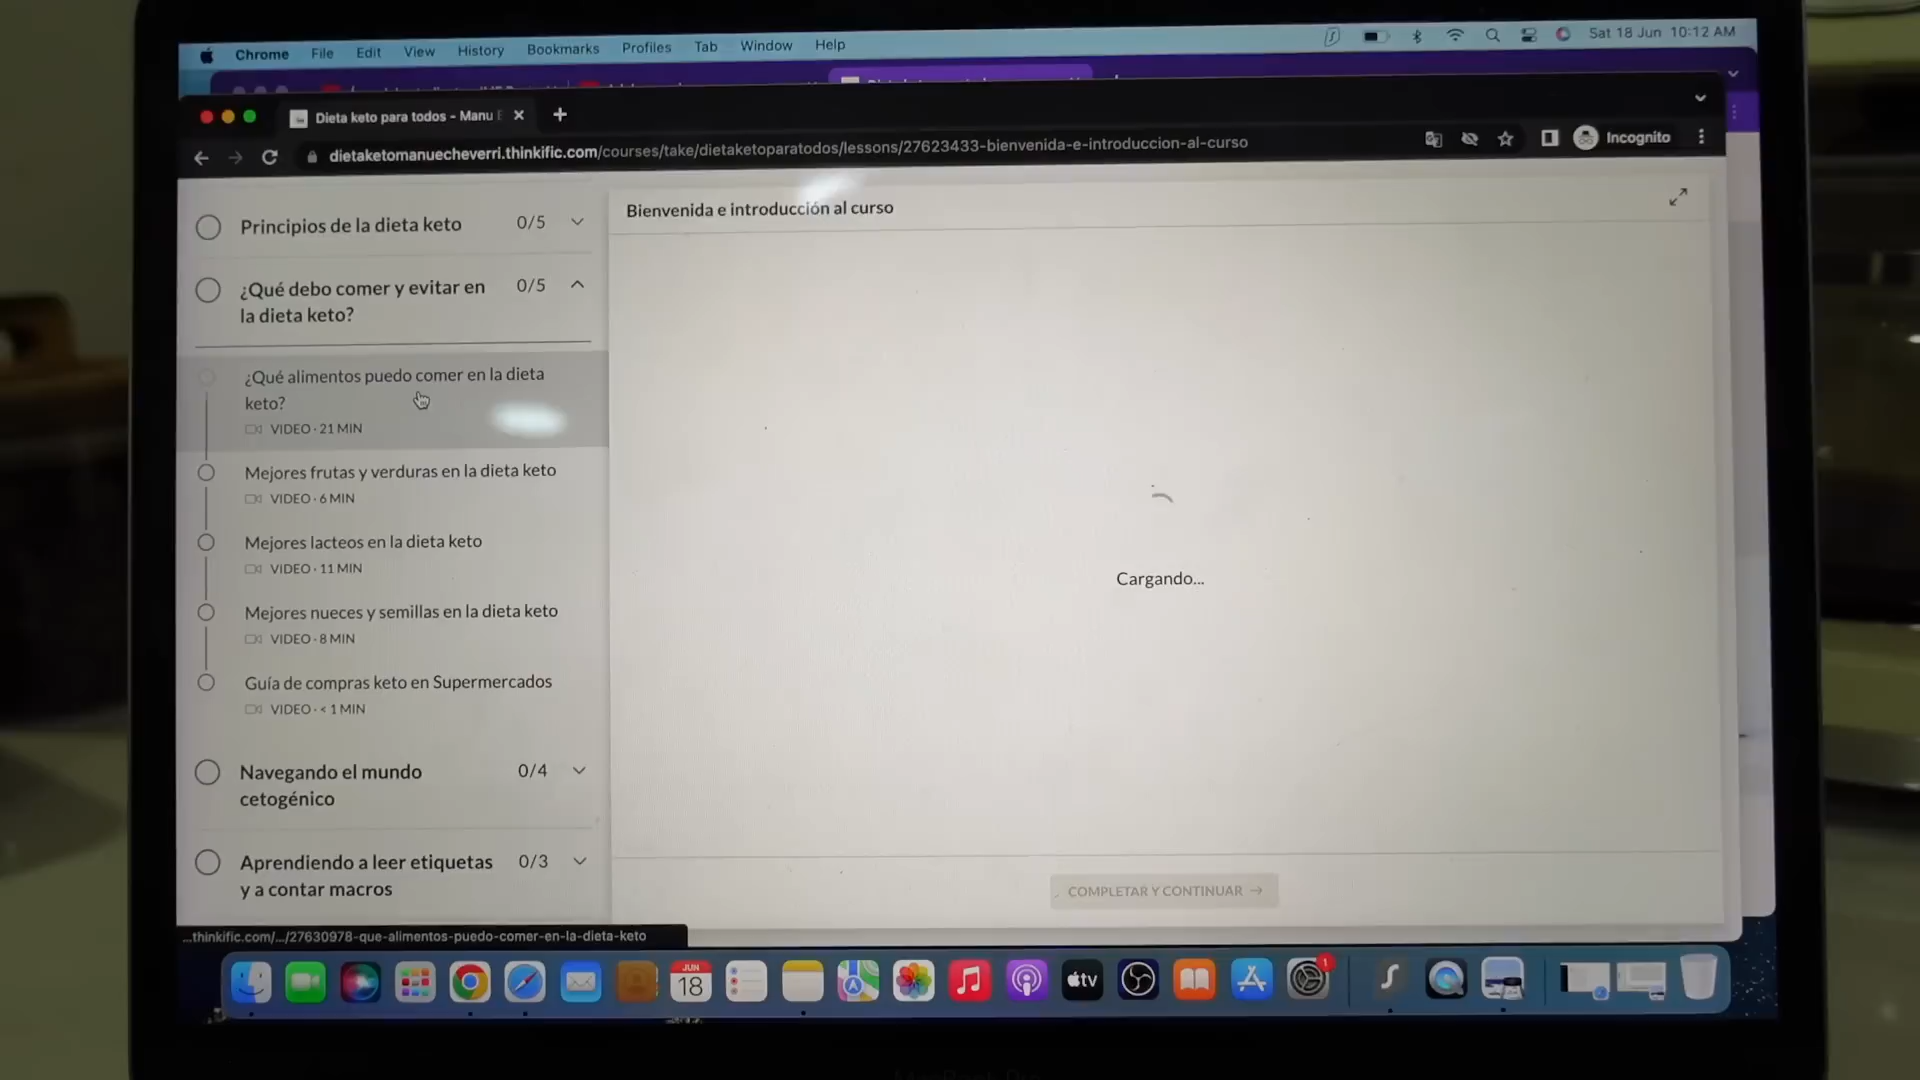 Chrome File Edit View History Bookmarks Profiles Tab Window Help
Sat 18 Jun 10:12 AM
Dieta keto para todos - Manu
dietaketomanuecheverri.thinkific.com/courses/take/dietaketoparatodos/lessons/27623433-bienvenida-e-introduccion-al-curso
Incognito
Principios de la dieta keto 0/5
¿Qué debo comer y evitar en 0/5
la dieta keto?
¿Qué alimentos puedo comer en la dieta
keto?
VIDEO · 21 MIN
Mejores frutas y verduras en la dieta keto
VIDEO · 6 MIN
Mejores lacteos en la dieta keto
VIDEO · 11 MIN
Mejores nueces y semillas en la dieta keto
VIDEO · 8 MIN
Guía de compras keto en Supermercados
VIDEO · < 1 MIN
Navegando el mundo 0/4
cetogénico
Aprendiendo a leer etiquetas 0/3
y a contar macros
Bienvenida e introducción al curso
Cargando...
COMPLETAR Y CONTINUAR →
...thinkific.com/.../27630978-que-alimentos-puedo-comer-en-la-dieta-keto
JUN
18
tv
1